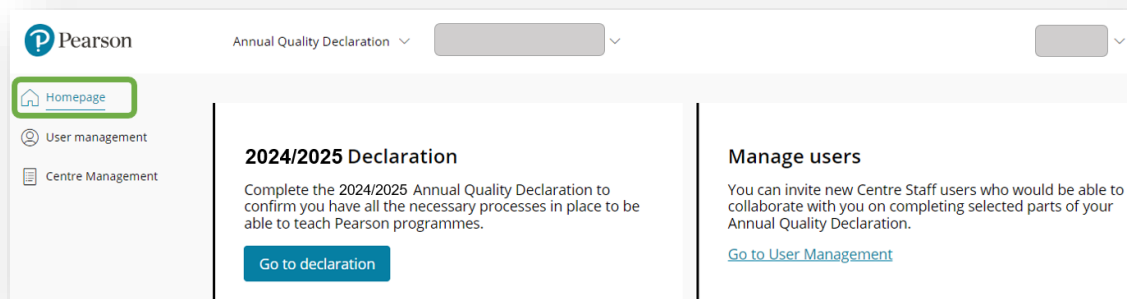 Pearson
Annual Quality Declaration
Homepage
User management
Centre Management
2024/2025 Declaration
Complete the 2024/2025 Annual Quality Declaration to
confirm you have all the necessary processes in place to be
able to teach Pearson programmes.
Go to declaration
Manage users
You can invite new Centre Staff users who would be able to
collaborate with you on completing selected parts of your
Annual Quality Declaration.
Go to User Management